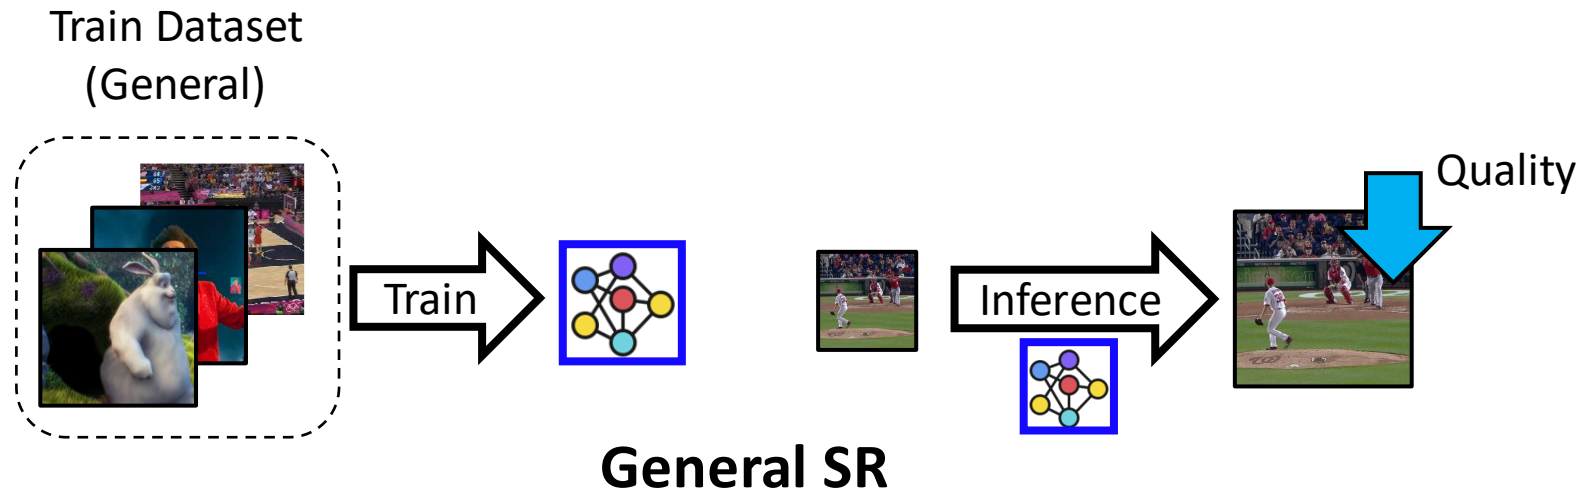 Train Dataset
(General)
Train
Inference
Quality
General SR